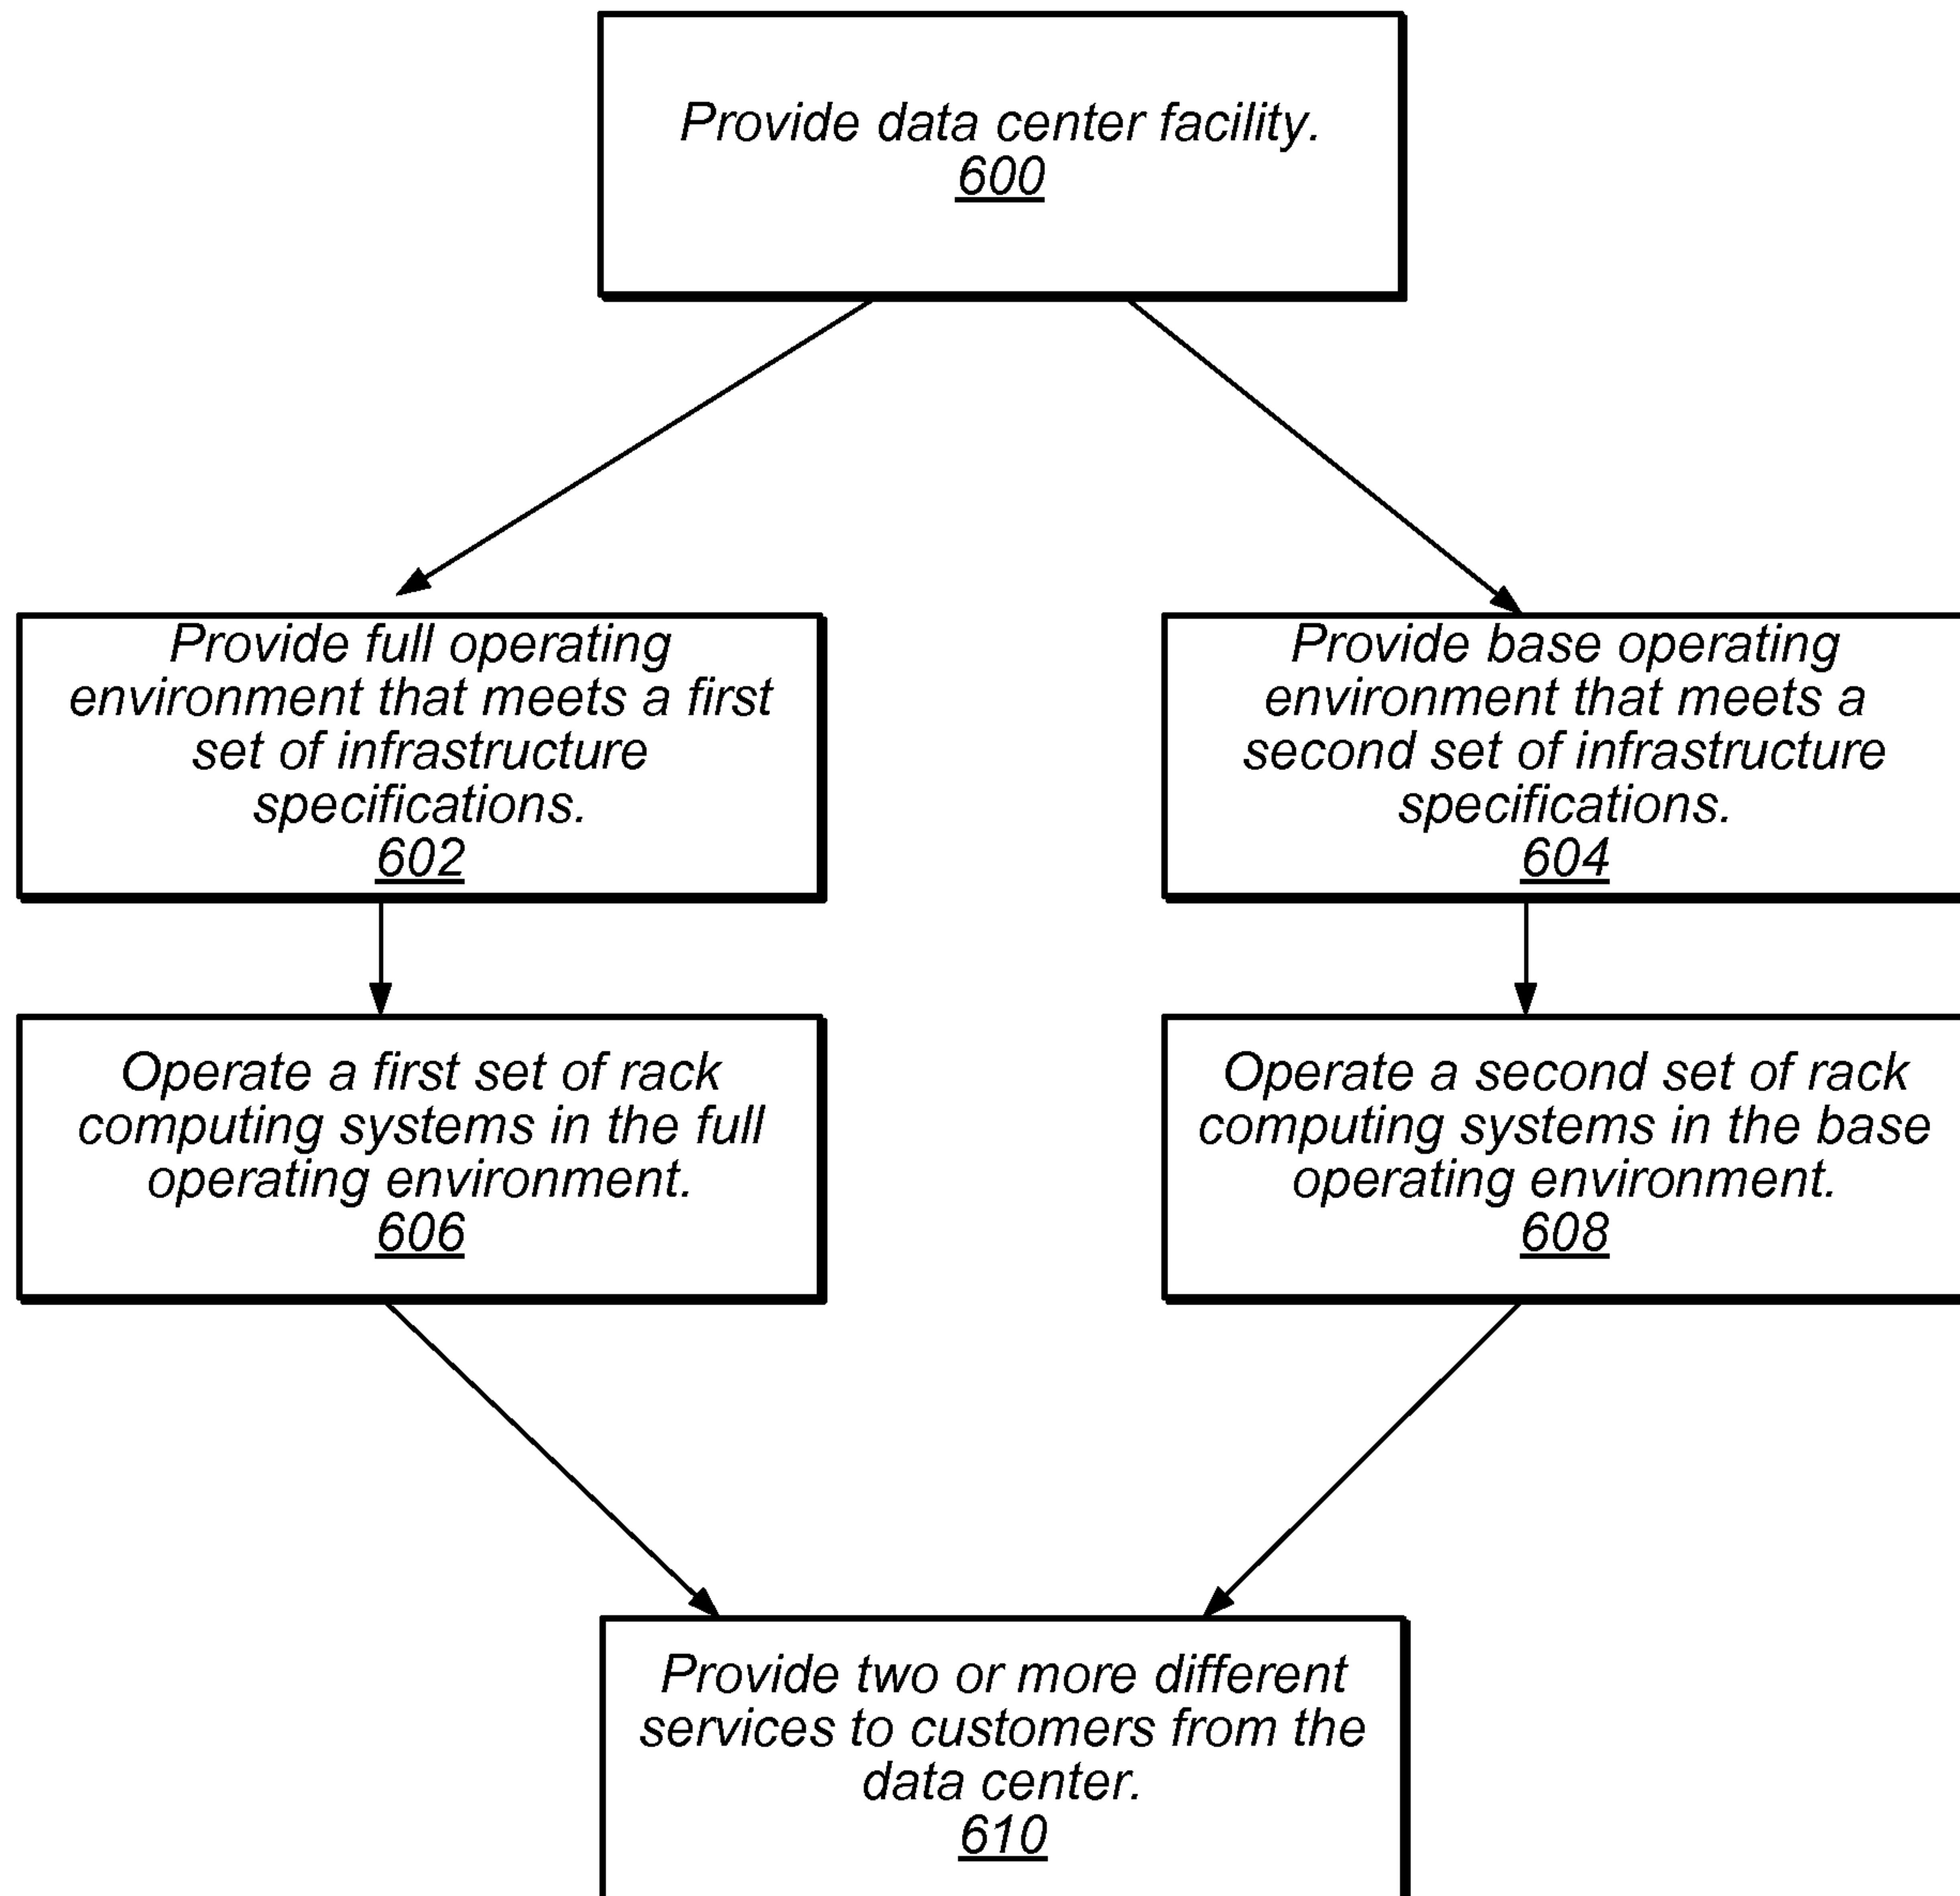 Provide data center facility.
600
Provide full operating
environment that meets a first
set of infrastructure
specifications.
602
Provide base operating
environment that meets a
second set of infrastructure
specifications.
604
Operate a first set of rack
computing systems in the full
operating environment.
606
Operate a second set of rack
computing systems in the base
operating environment.
608
Provide two or more different
services to customers from the
data center.
610